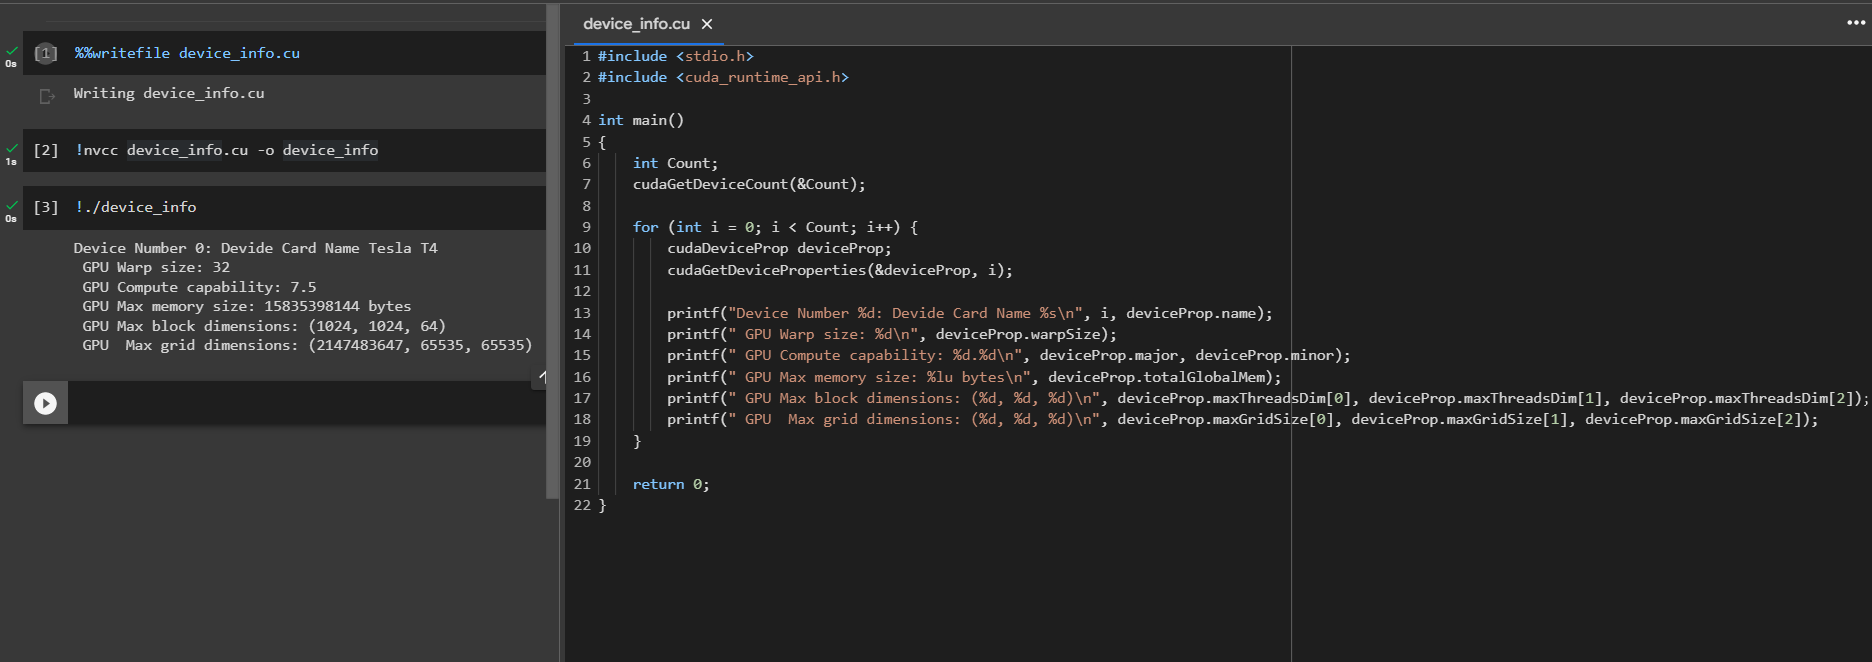 0s [1] %%writefile device_info.cu
Writing device_info.cu
1s [2] !nvcc device_info.cu -o device_info
0s [3] !./device_info
Device Number 0: Devide Card Name Tesla T4
 GPU Warp size: 32
 GPU Compute capability: 7.5
 GPU Max memory size: 15835398144 bytes
 GPU Max block dimensions: (1024, 1024, 64)
 GPU  Max grid dimensions: (2147483647, 65535, 65535)
device_info.cu
1 #include <stdio.h>
2 #include <cuda_runtime_api.h>
3
4 int main()
5 {
6     int Count;
7     cudaGetDeviceCount(&Count);
8
9     for (int i = 0; i < Count; i++) {
10         cudaDeviceProp deviceProp;
11         cudaGetDeviceProperties(&deviceProp, i);
12
13         printf("Device Number %d: Devide Card Name %s\n", i, deviceProp.name);
14         printf(" GPU Warp size: %d\n", deviceProp.warpSize);
15         printf(" GPU Compute capability: %d.%d\n", deviceProp.major, deviceProp.minor);
16         printf(" GPU Max memory size: %lu bytes\n", deviceProp.totalGlobalMem);
17         printf(" GPU Max block dimensions: (%d, %d, %d)\n", deviceProp.maxThreadsDim[0], deviceProp.maxThreadsDim[1], deviceProp.maxThreadsDim[2]);
18         printf(" GPU  Max grid dimensions: (%d, %d, %d)\n", deviceProp.maxGridSize[0], deviceProp.maxGridSize[1], deviceProp.maxGridSize[2]);
19     }
20
21     return 0;
22 }